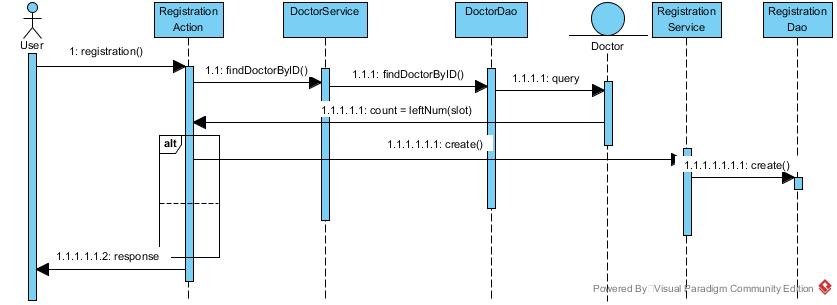 User
Registration
Action
DoctorService
DoctorDao
Doctor
Registration
Service
Registration
Dao
1: registration()
1.1: findDoctorByID()
1.1.1: findDoctorByID()
1.1.1.1: query
1.1.1.1.1: count = leftNum(slot)
alt
1.1.1.1.1.1: create()
1.1.1.1.1.1.1: create()
1.1.1.1.1.2: response
Powered By Visual Paradigm Community Edition